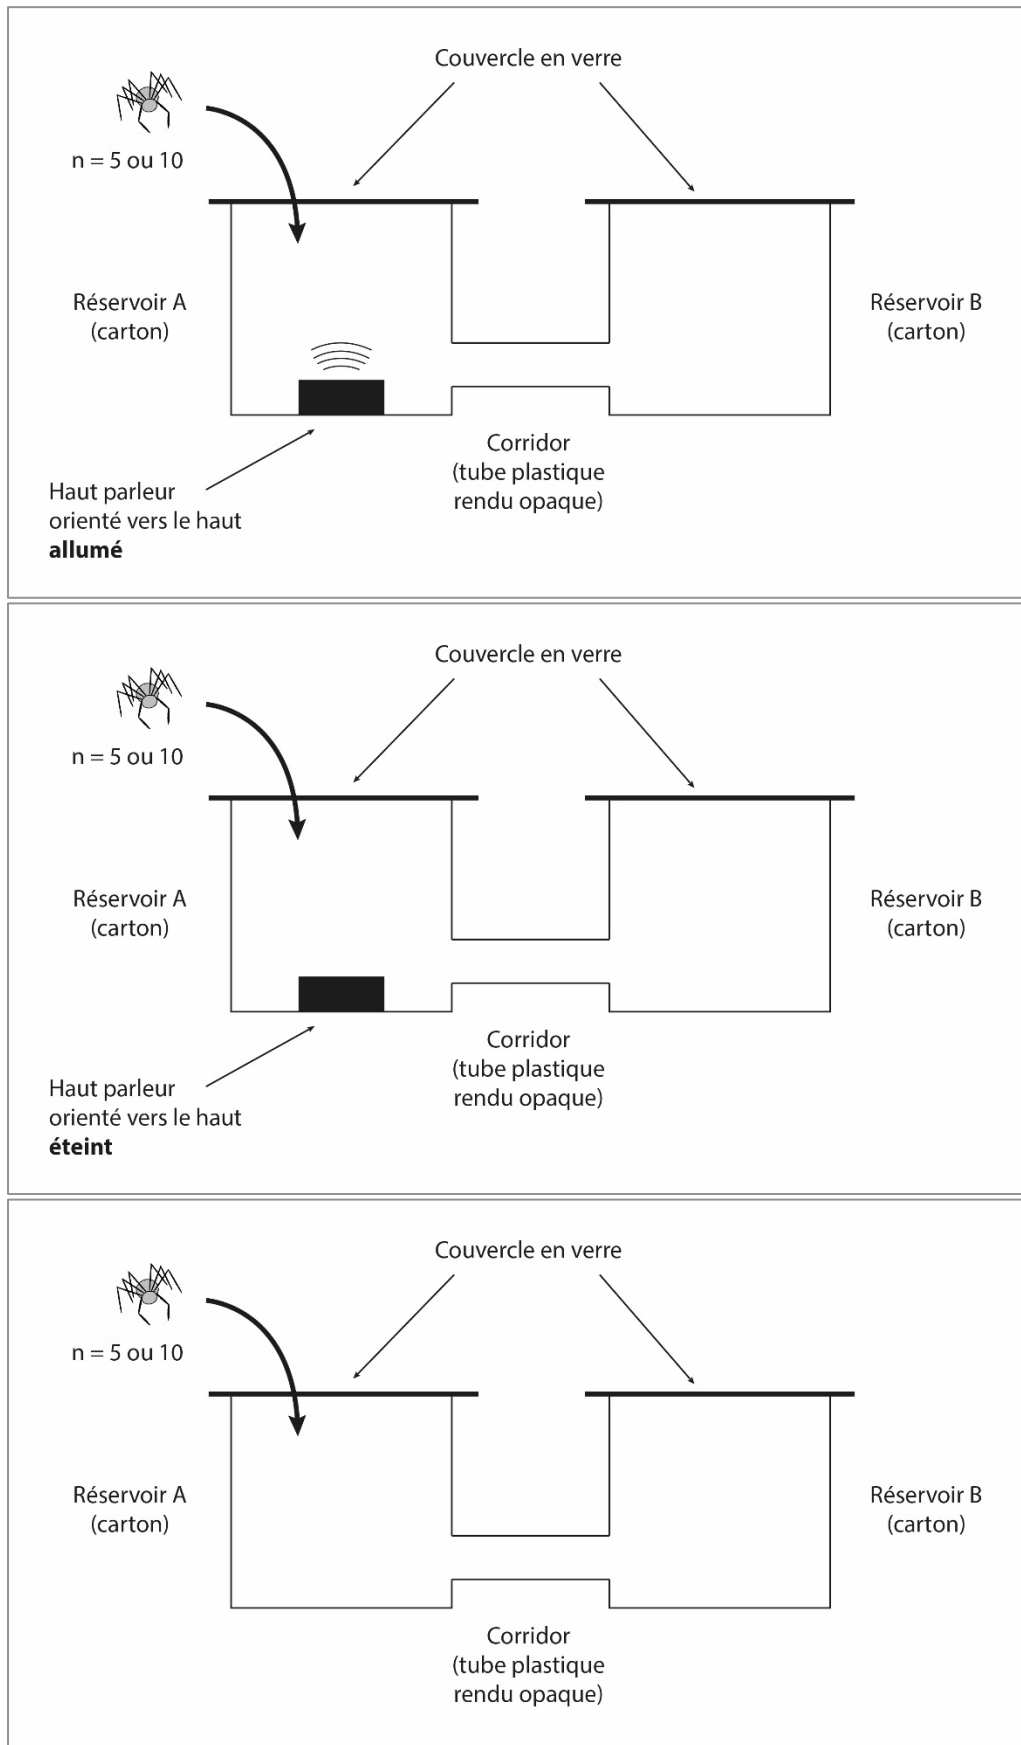 Couvercle en verre
n = 5 ou 10
Réservoir A
(carton)
Réservoir B
(carton)
Corridor
(tube plastique
rendu opaque)
Haut parleur
orienté vers le haut
allumé
Couvercle en verre
n = 5 ou 10
Réservoir A
(carton)
Réservoir B
(carton)
Corridor
(tube plastique
rendu opaque)
Haut parleur
orienté vers le haut
éteint
Couvercle en verre
n = 5 ou 10
Réservoir A
(carton)
Réservoir B
(carton)
Corridor
(tube plastique
rendu opaque)